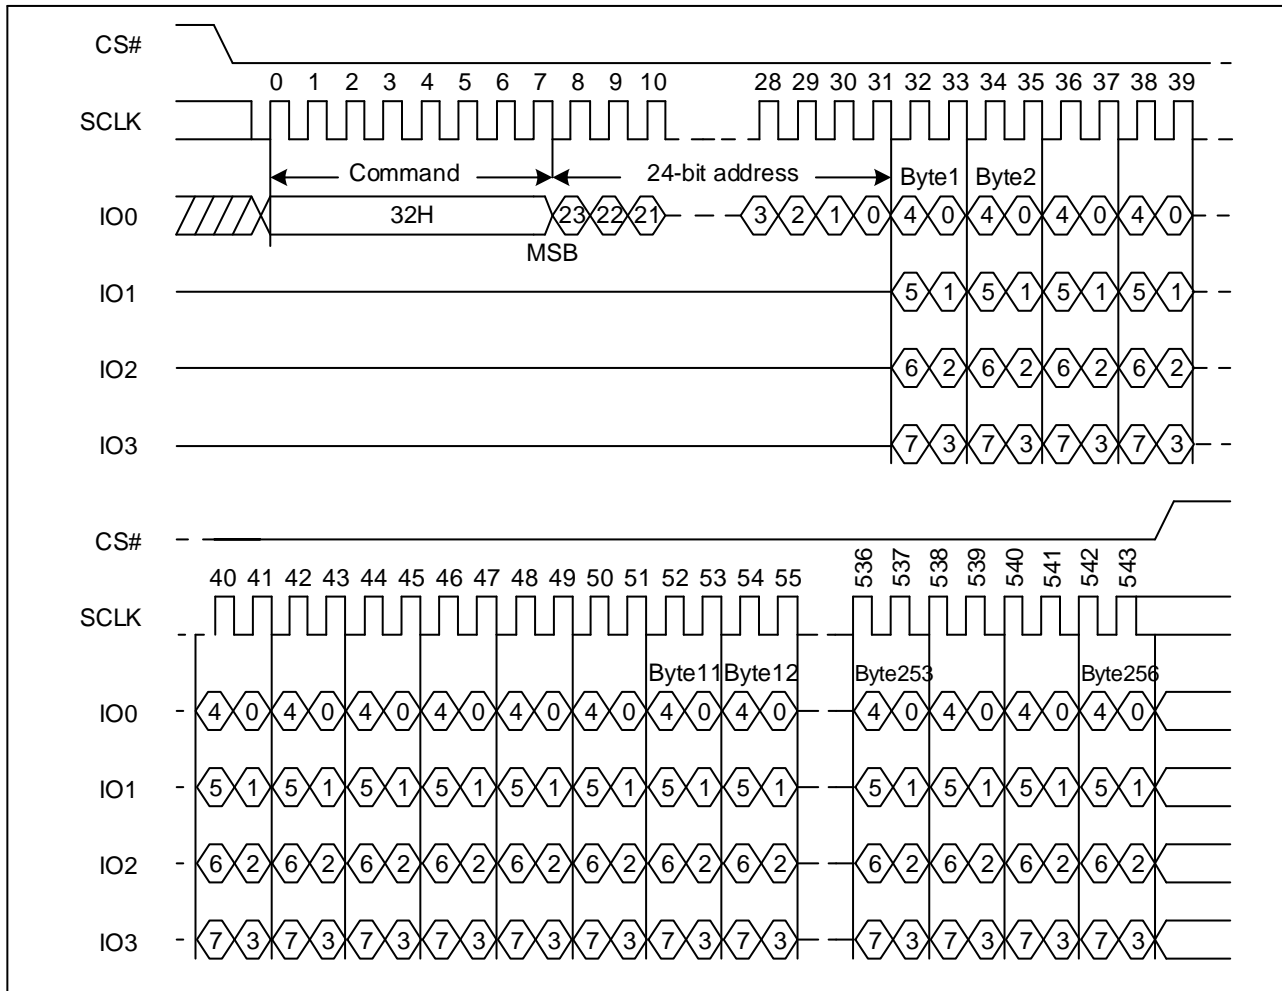 CS#
0 1 2 3 4 5 6 7 8 9 10 28 29 30 31 32 33 34 35 36 37 38 39
SCLK
Command 24-bit address Byte1 Byte2
IO0 32H 23 22 21 3 2 1 0 4 0 4 0 4 0 4 0
MSB
IO1 5 1 5 1 5 1 5 1
IO2 6 2 6 2 6 2 6 2
IO3 7 3 7 3 7 3 7 3
CS#
40 41 42 43 44 45 46 47 48 49 50 51 52 53 54 55 536 537 538 539 540 541 542 543
SCLK
Byte11 Byte12 Byte253 Byte256
IO0 4 0 4 0 4 0 4 0 4 0 4 0 4 0 4 0 4 0 4 0 4 0 4 0
IO1 5 1 5 1 5 1 5 1 5 1 5 1 5 1 5 1 5 1 5 1 5 1 5 1
IO2 6 2 6 2 6 2 6 2 6 2 6 2 6 2 6 2 6 2 6 2 6 2 6 2
IO3 7 3 7 3 7 3 7 3 7 3 7 3 7 3 7 3 7 3 7 3 7 3 7 3